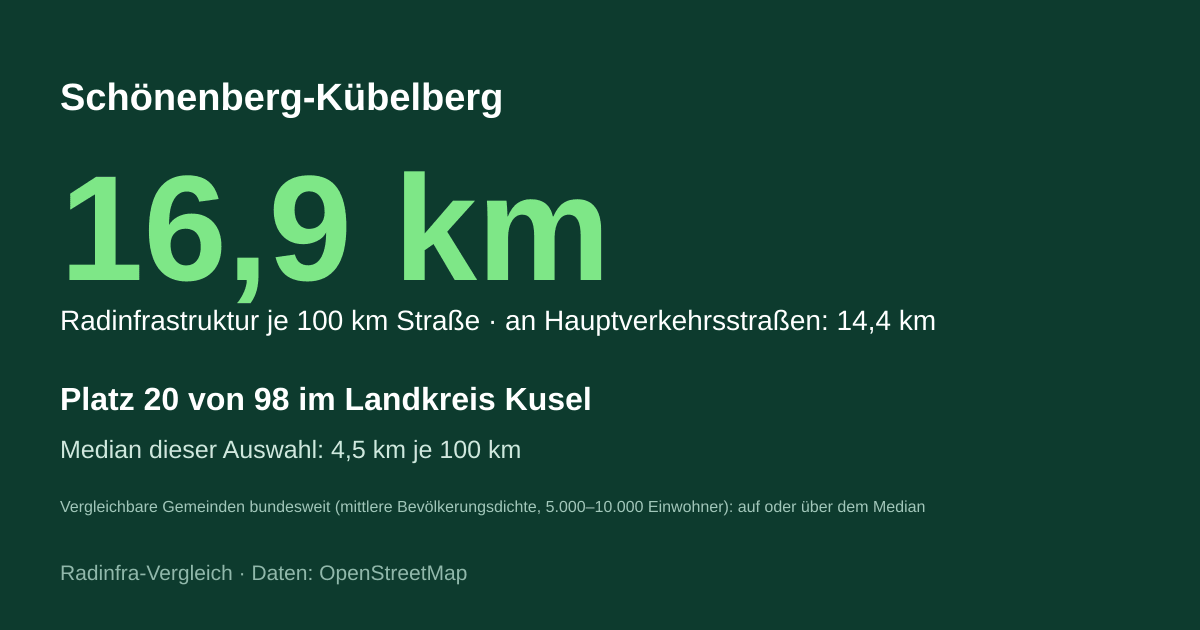 Schönenberg-Kübelberg
16,9 km
Radinfrastruktur je 100 km Straße · an Hauptverkehrsstraßen: 14,4 km
Platz 20 von 98 im Landkreis Kusel
Median dieser Auswahl: 4,5 km je 100 km
Vergleichbare Gemeinden bundesweit (mittlere Bevölkerungsdichte, 5.000–10.000 Einwohner): auf oder über dem Median
Radinfra-Vergleich · Daten: OpenStreetMap